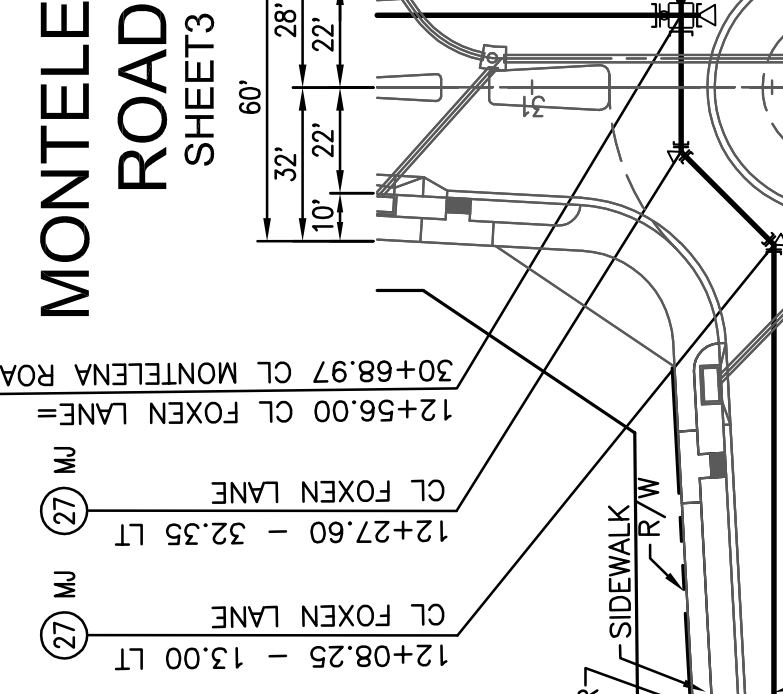 MONTELE
ROAD
SHEET3
60'
28'
32'
22'
22'
10'
31
30+68.97 CL MONTELENA ROA
12+56.00 CL FOXEN LANE=
27 MJ
CL FOXEN LANE
12+27.60 - 32.35 LT
27 MJ
CL FOXEN LANE
12+08.25 - 13.00 LT
SIDEWALK
R/W